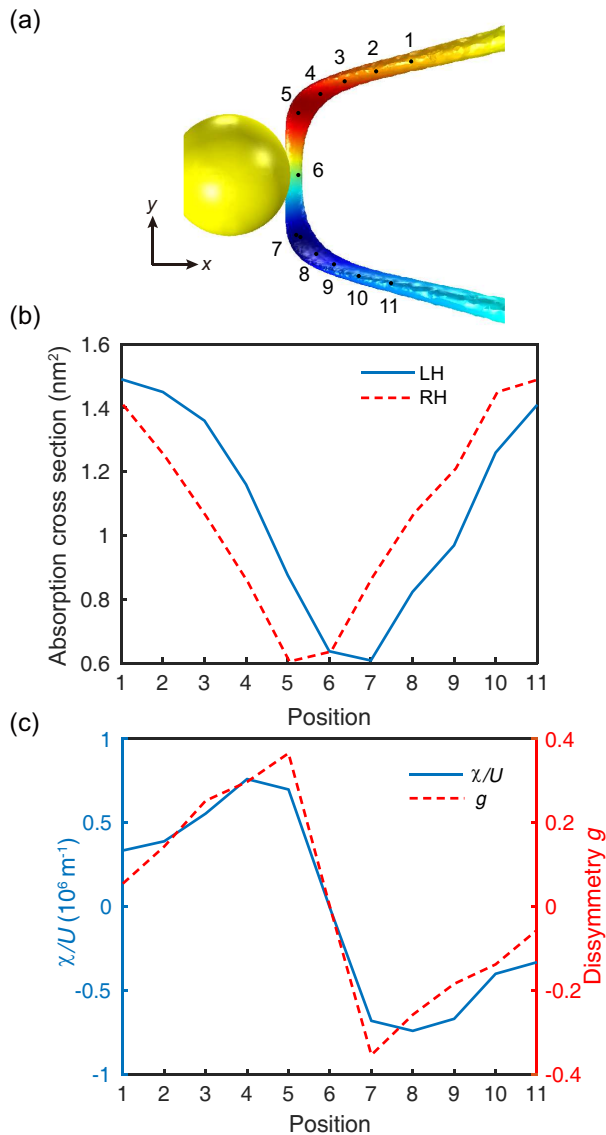 (a)
1
2
3
4
5
6
7
8
9
10
11
y
x
(b)
Absorption cross section (nm²)
1.6
1.4
1.2
1
0.8
0.6
LH
RH
1 2 3 4 5 6 7 8 9 10 11
Position
(c)
χ/U (10⁶ m⁻¹)
1
0.5
0
-0.5
-1
χ/U
g
0.4
0.2
0
-0.2
-0.4
Dissymmetry g
1 2 3 4 5 6 7 8 9 10 11
Position